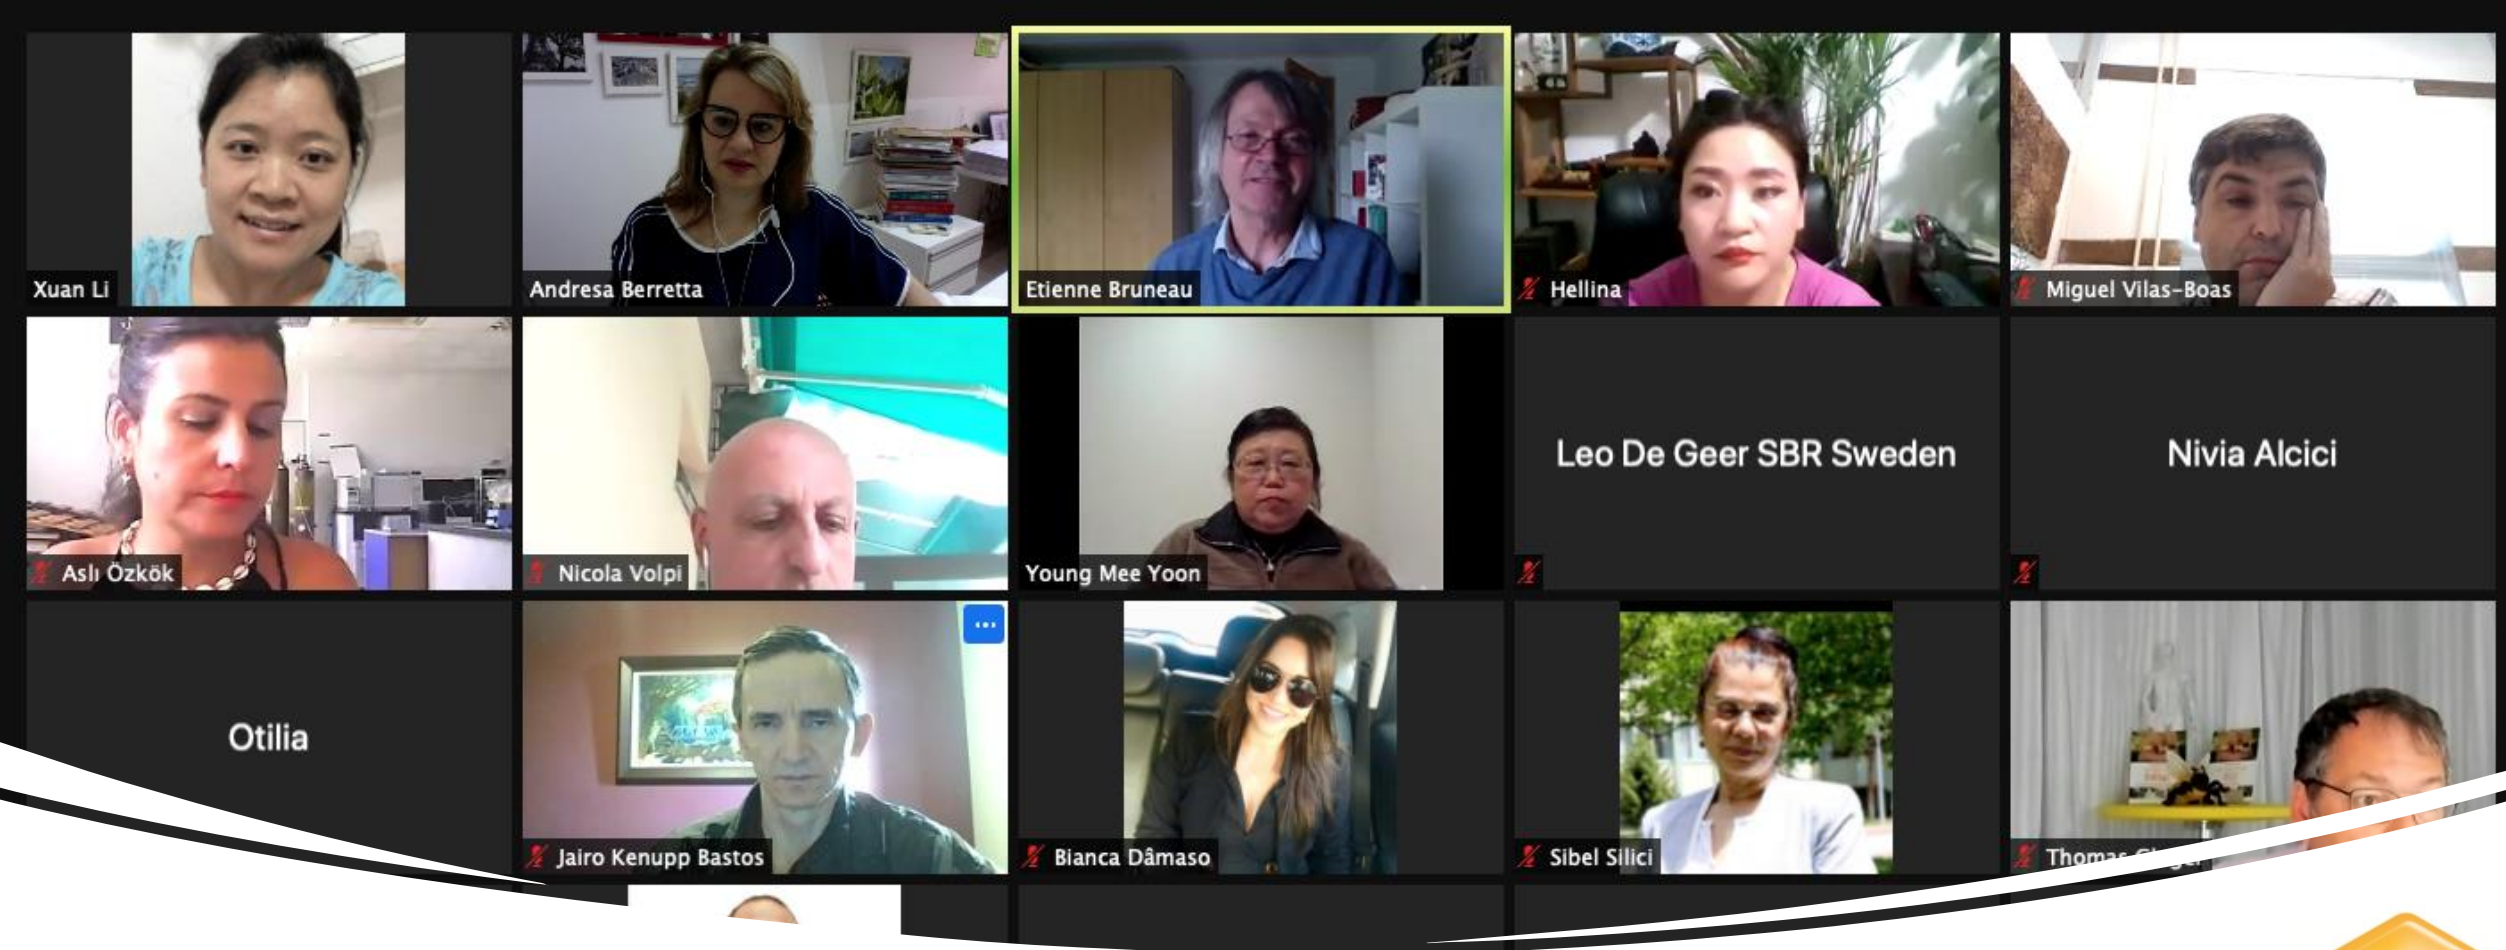 Xuan Li
Andresa Berretta
Etienne Bruneau
Hellina
Miguel Vilas-Boas
Aslı Özkök
Nicola Volpi
Young Mee Yoon
Leo De Geer SBR Sweden
Nivia Alcici
Otilia
Jairo Kenupp Bastos
Bianca Dâmaso
Sibel Silici
Thomas